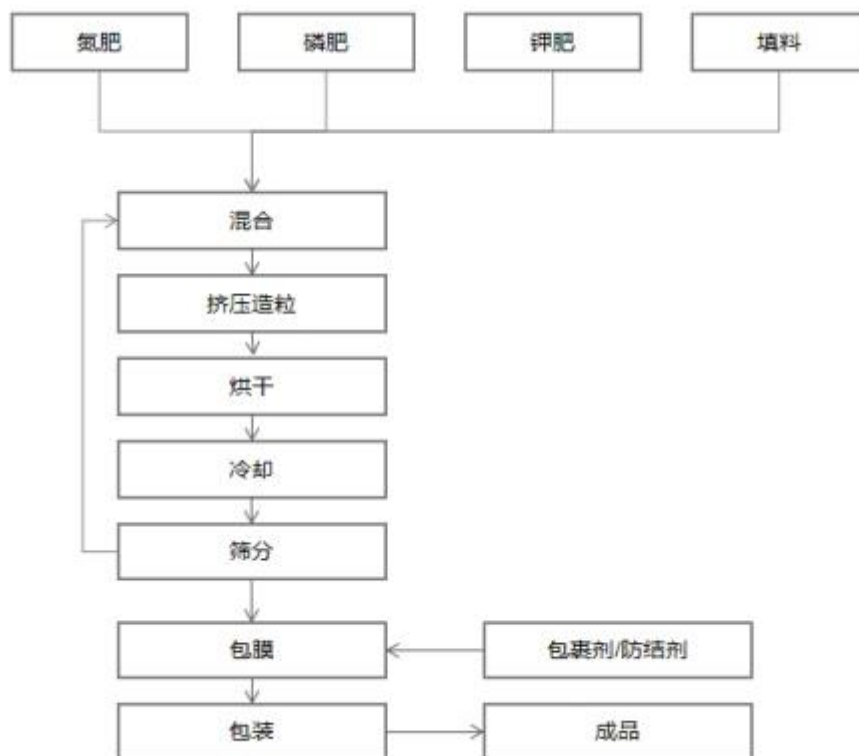 氮肥
磷肥
钾肥
填料
混合
挤压造粒
烘干
冷却
筛分
包膜
包裹剂/防结剂
包装
成品